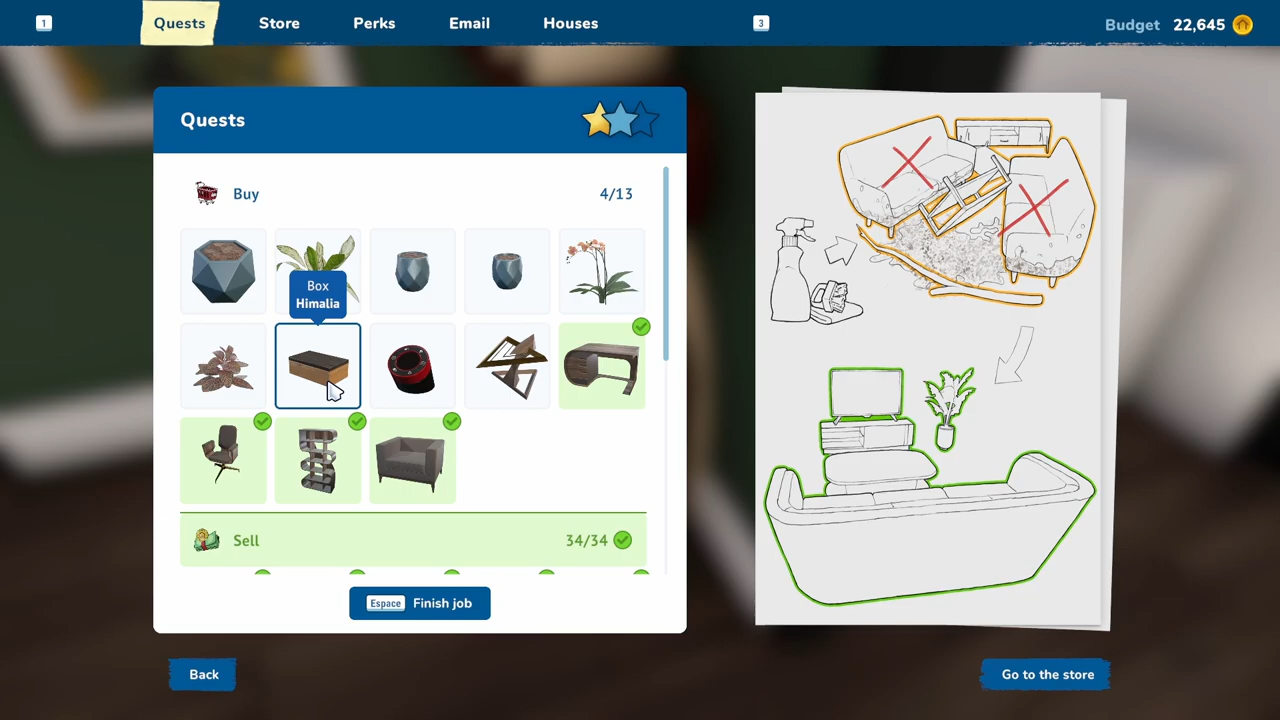 1
Quests
Store
Perks
Email
Houses
3
Budget 22,645
Quests
Buy
4/13
Box
Himalia
Sell
34/34
Espace Finish job
Back
Go to the store